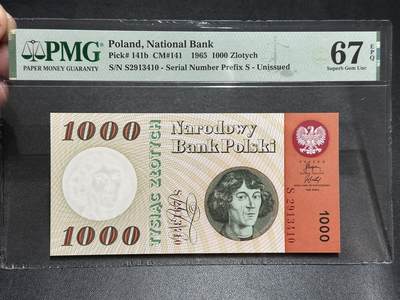 PMG
PAPER MONEY GUARANTY
Poland, National Bank
Pick# 141b CM#141 1965 1000 Zlotych
S/N S2913410 - Serial Number Prefix S - Unissued
67 EPQ
Superb Gem Unc
1000
TYSIĄC ZŁOTYCH
1000
S 2913410
Narodowy
Bank Polski
S 2913410
1000